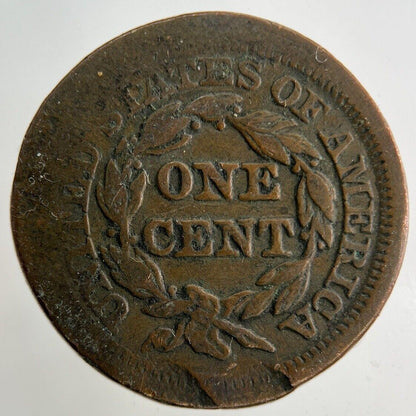 STATES OF AMERICA
ONE
CENT